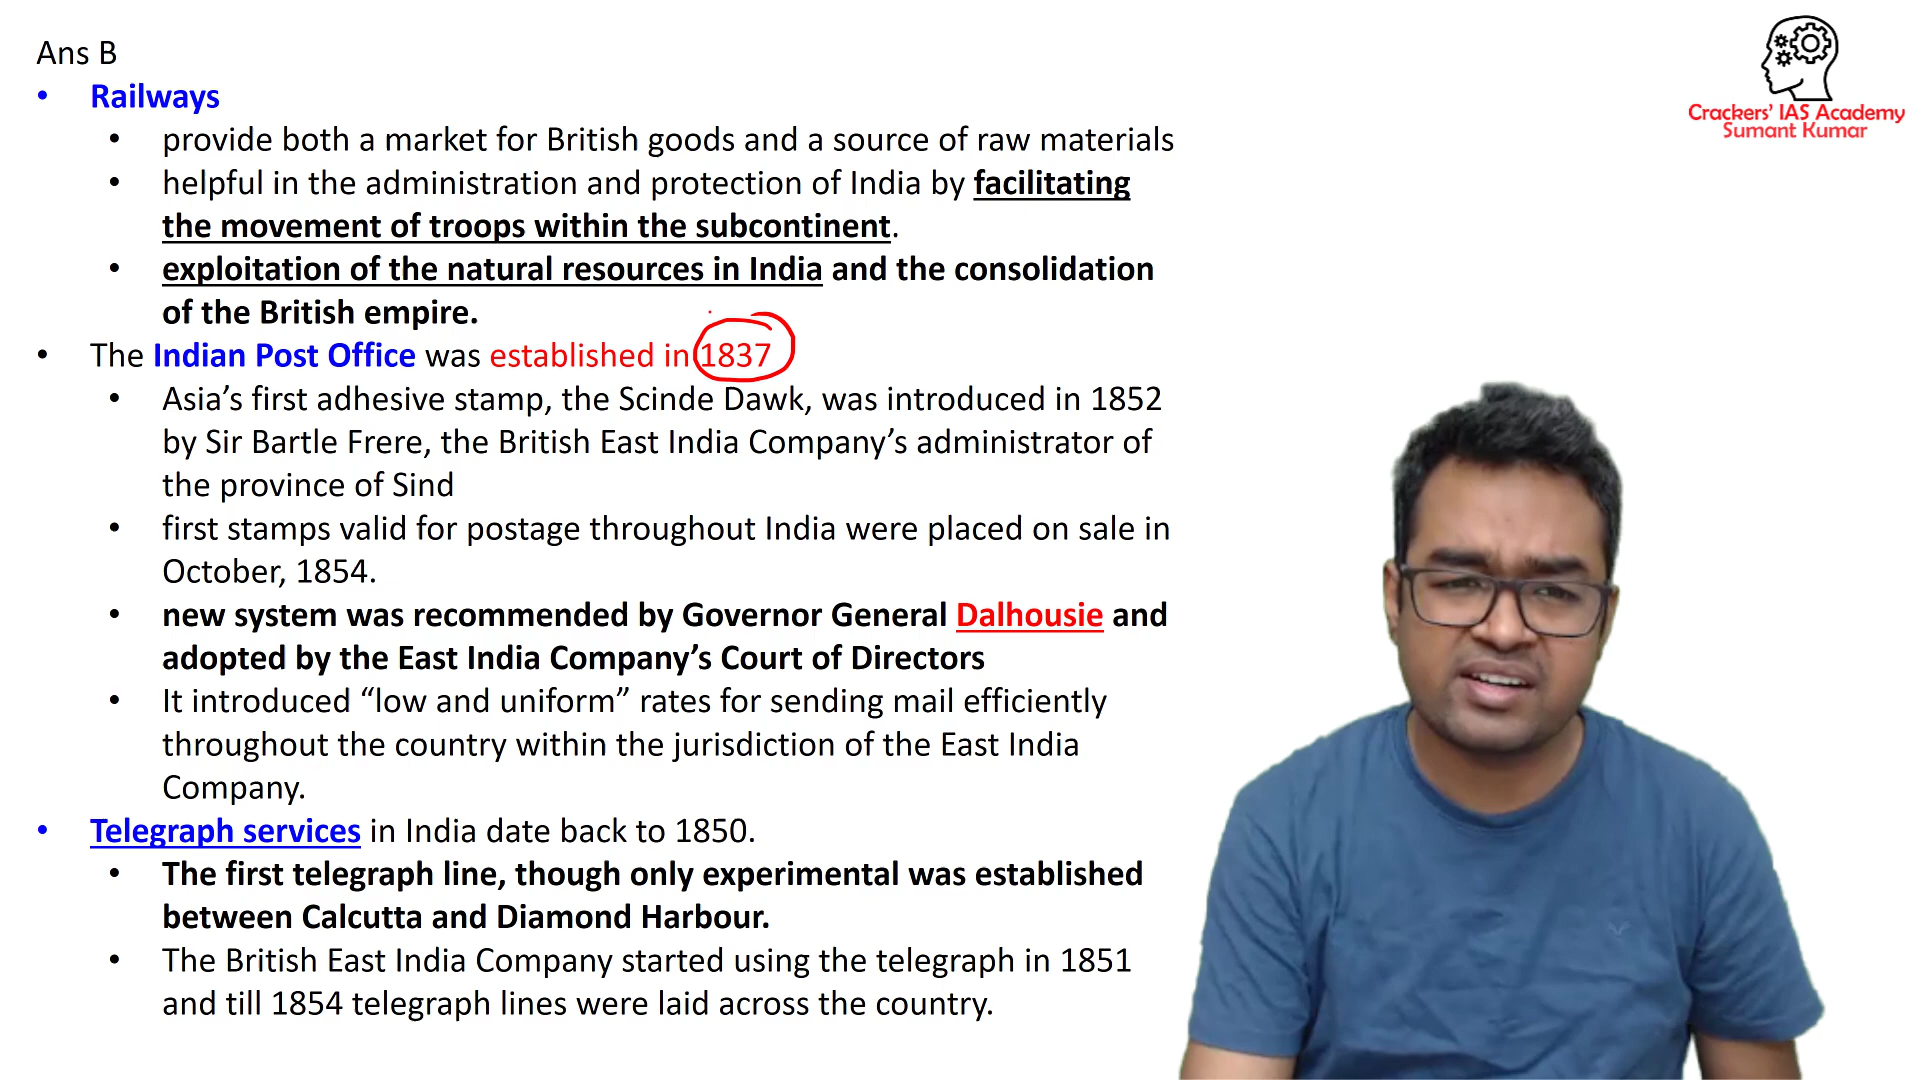 Ans B
• Railways
• provide both a market for British goods and a source of raw materials
• helpful in the administration and protection of India by facilitating
the movement of troops within the subcontinent.
• exploitation of the natural resources in India and the consolidation
of the British empire.
• The Indian Post Office was established in 1837
• Asia’s first adhesive stamp, the Scinde Dawk, was introduced in 1852
by Sir Bartle Frere, the British East India Company’s administrator of
the province of Sind
• first stamps valid for postage throughout India were placed on sale in
October, 1854.
• new system was recommended by Governor General Dalhousie and
adopted by the East India Company’s Court of Directors
• It introduced “low and uniform” rates for sending mail efficiently
throughout the country within the jurisdiction of the East India
Company.
• Telegraph services in India date back to 1850.
• The first telegraph line, though only experimental was established
between Calcutta and Diamond Harbour.
• The British East India Company started using the telegraph in 1851
and till 1854 telegraph lines were laid across the country.
Crackers’ IAS Academy
Sumant Kumar